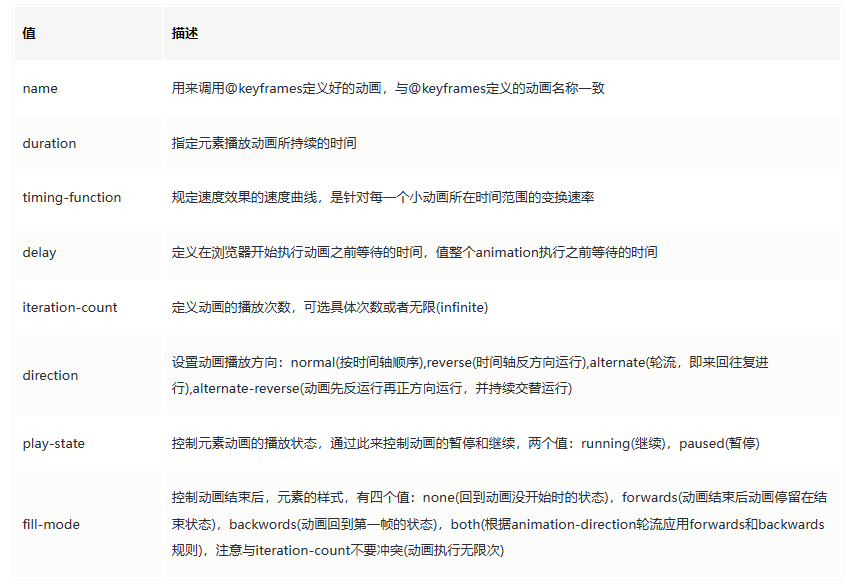 值 描述
name 用来调用@keyframes定义好的动画，与@keyframes定义的动画名称一致
duration 指定元素播放动画所持续的时间
timing-function 规定速度效果的速度曲线，是针对每一个小动画所在时间范围的变换速率
delay 定义在浏览器开始执行动画之前等待的时间，值整个animation执行之前等待的时间
iteration-count 定义动画的播放次数，可选具体次数或者无限(infinite)
direction 设置动画播放方向：normal(按时间轴顺序),reverse(时间轴反方向运行),alternate(轮流，即来回往复进
行),alternate-reverse(动画先反运行再正方向运行，并持续交替运行)
play-state 控制元素动画的播放状态，通过此来控制动画的暂停和继续，两个值：running(继续)，paused(暂停)
fill-mode 控制动画结束后，元素的样式，有四个值：none(回到动画没开始时的状态)，forwards(动画结束后动画停留在结
束状态)，backwords(动画回到第一帧的状态)，both(根据animation-direction轮流应用forwards和backwards
规则)，注意与iteration-count不要冲突(动画执行无限次)